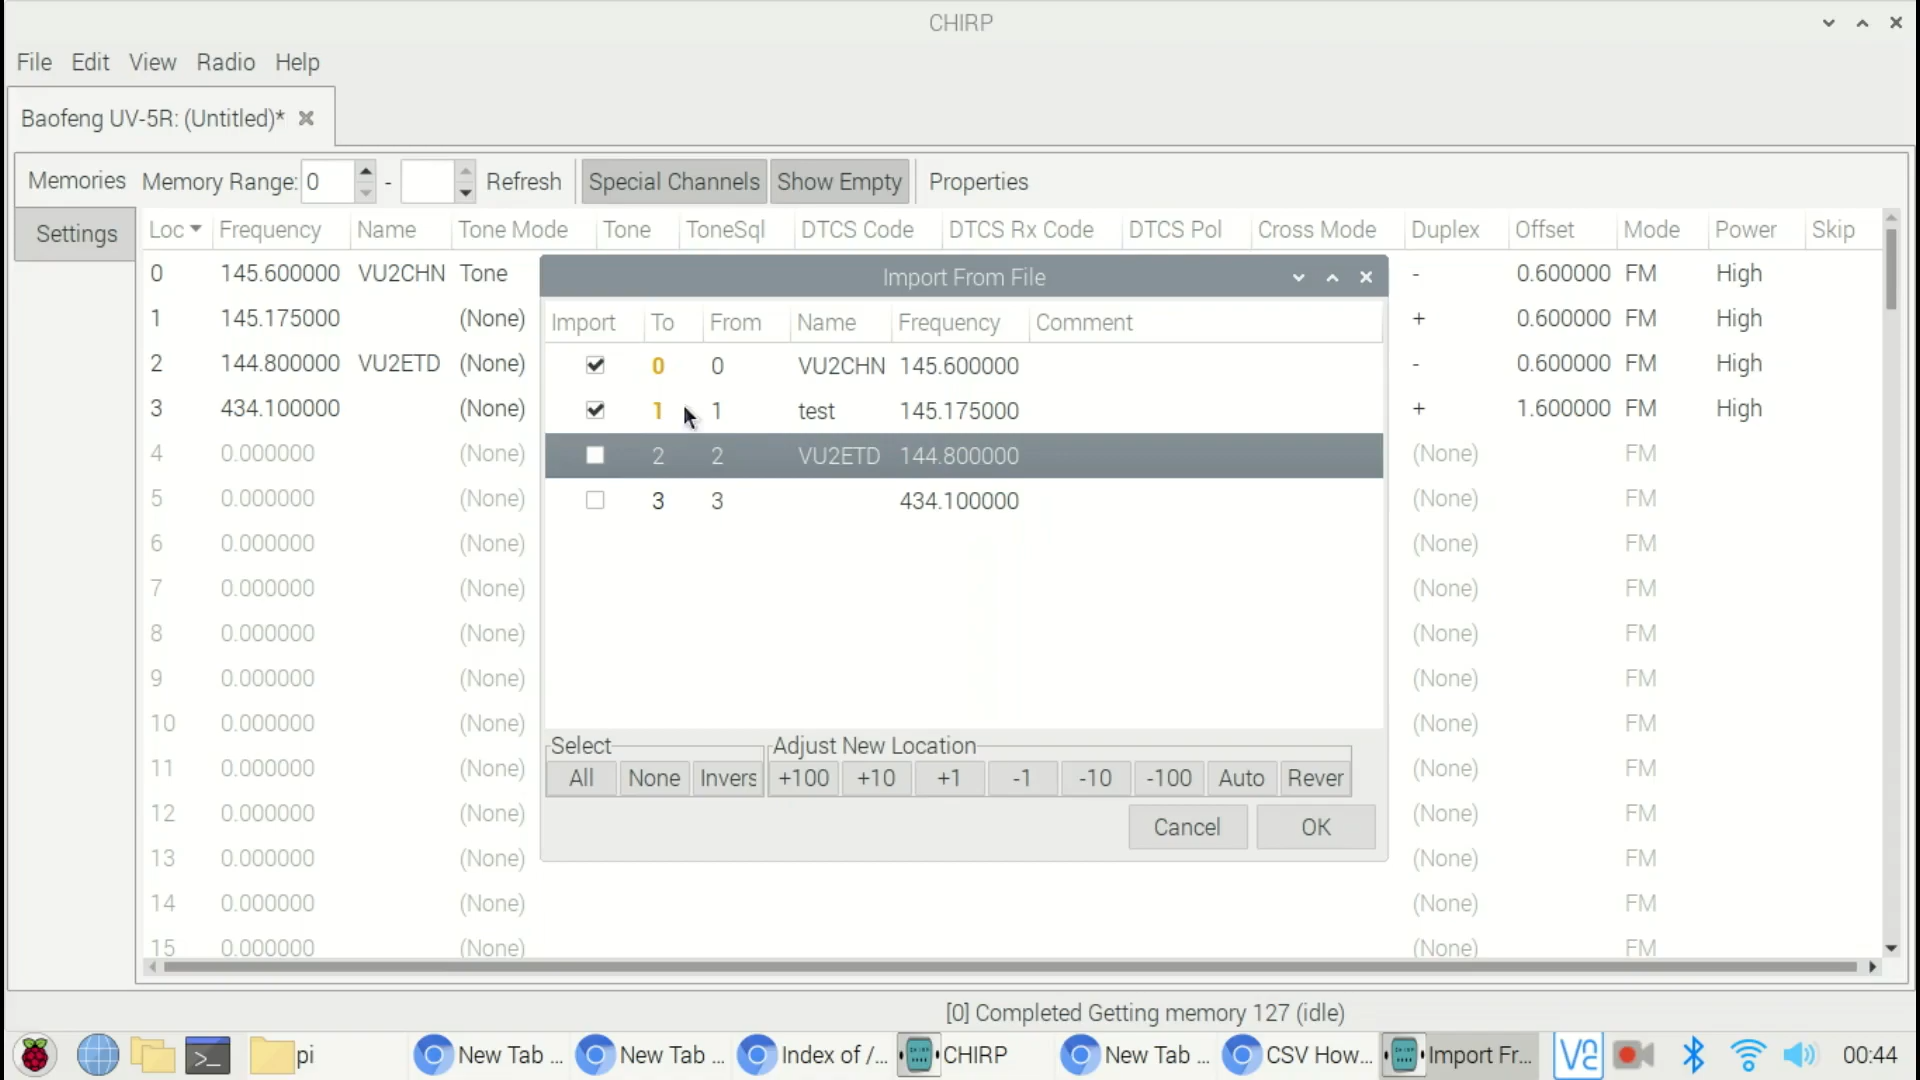 CHIRP
File Edit View Radio Help
Baofeng UV-5R: (Untitled)*
Memories Memory Range: 0 - Refresh Special Channels Show Empty Properties
Settings
Loc Frequency Name Tone Mode Tone ToneSql DTCS Code DTCS Rx Code DTCS Pol Cross Mode Duplex Offset Mode Power Skip
0 145.600000 VU2CHN Tone - 0.600000 FM High
1 145.175000 (None) + 0.600000 FM High
2 144.800000 VU2ETD (None) - 0.600000 FM High
3 434.100000 (None) + 1.600000 FM High
4 0.000000 (None) (None) FM
5 0.000000 (None) (None) FM
6 0.000000 (None) (None) FM
7 0.000000 (None) (None) FM
8 0.000000 (None) (None) FM
9 0.000000 (None) (None) FM
10 0.000000 (None) (None) FM
11 0.000000 (None) (None) FM
12 0.000000 (None) (None) FM
13 0.000000 (None) (None) FM
14 0.000000 (None) (None) FM
15 0.000000 (None) (None) FM
Import From File
Import To From Name Frequency Comment
0 0 VU2CHN 145.600000
1 1 test 145.175000
2 2 VU2ETD 144.800000
3 3 434.100000
Select Adjust New Location
All None Invers +100 +10 +1 -1 -10 -100 Auto Rever
Cancel OK
[0] Completed Getting memory 127 (idle)
pi New Tab ... New Tab ... Index of /... CHIRP New Tab ... CSV How... Import Fr... 00:44